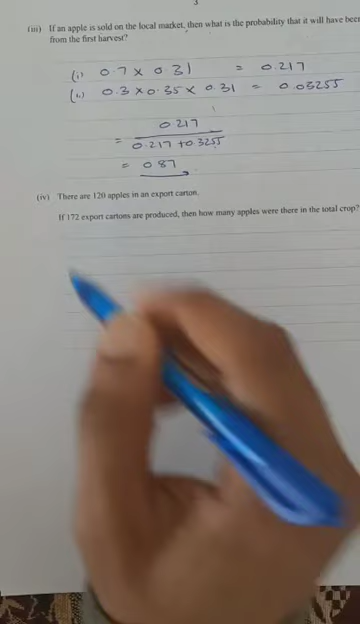 3
(iii) If an apple is sold on the local market, then what is the probability that it will have been
from the first harvest?
(i) 0.7 × 0.31 = 0.217
(ii) 0.3 × 0.35 × 0.31 = 0.03255
0.217
= 0.217 + 0.3255
= 0.87
(iv) There are 120 apples in an export carton.
If 172 export cartons are produced, then how many apples were there in the total crop?